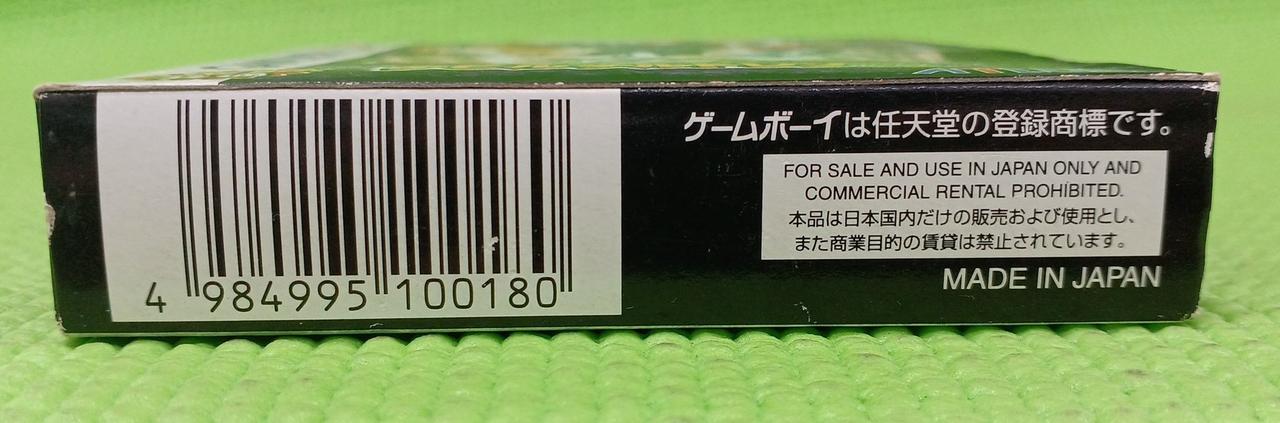 4 984995 100180
ゲームボーイは任天堂の登録商標です。
FOR SALE AND USE IN JAPAN ONLY AND
COMMERCIAL RENTAL PROHIBITED.
本品は日本国内だけの販売および使用とし、
また商業目的の賃貸は禁止されています。
MADE IN JAPAN